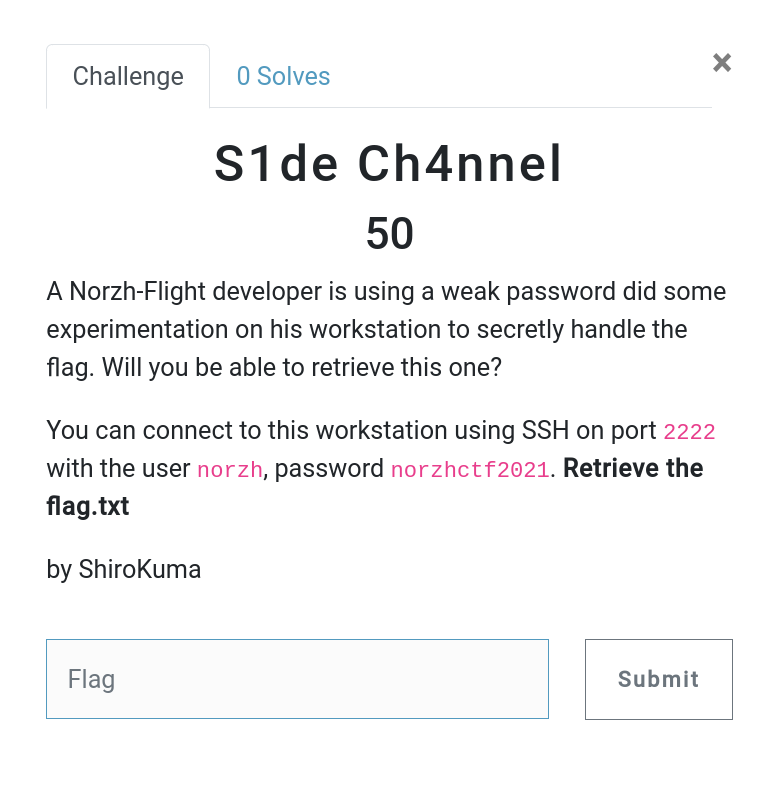 Challenge
0 Solves
×
S1de Ch4nnel
50
A Norzh-Flight developer is using a weak password did some
experimentation on his workstation to secretly handle the
flag. Will you be able to retrieve this one?
You can connect to this workstation using SSH on port 2222
with the user norzh, password norzhctf2021. Retrieve the
flag.txt
by ShiroKuma
Flag
Submit